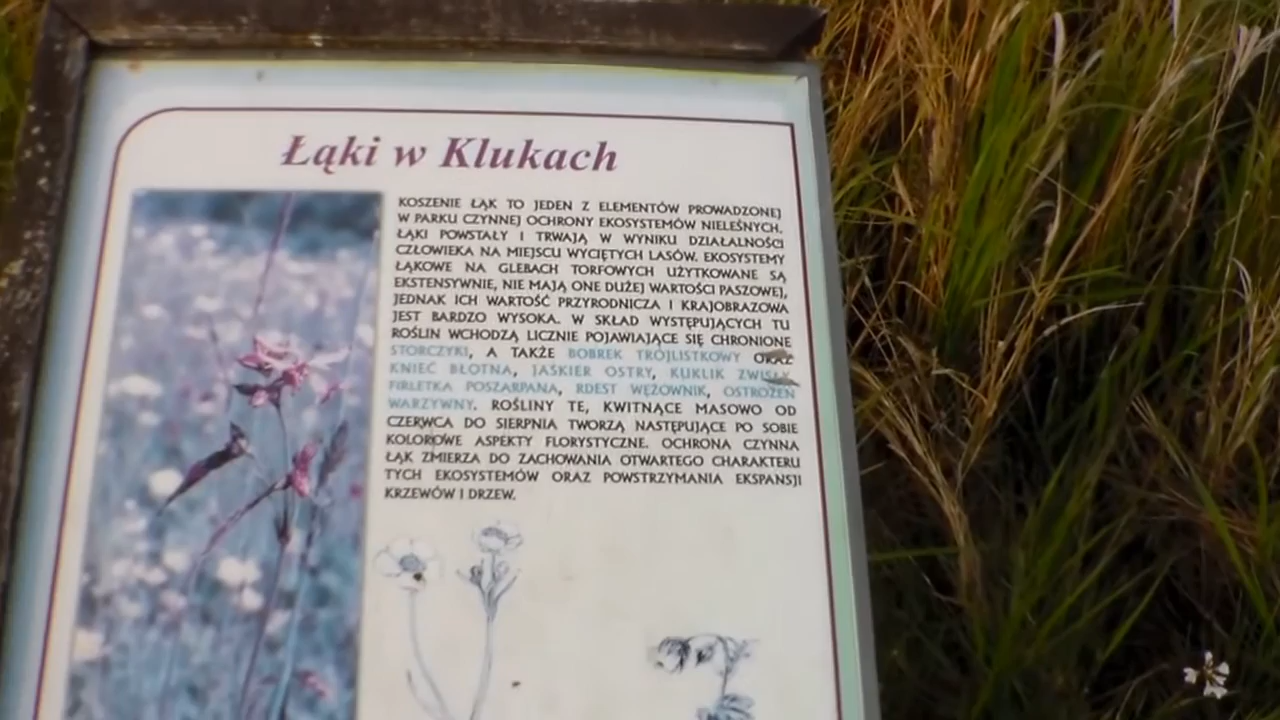 Łąki w Klukach
KOSZENIE ŁĄK TO JEDEN Z ELEMENTÓW PROWADZONEJ
W PARKU CZYNNEJ OCHRONY EKOSYSTEMÓW NIELEŚNYCH.
ŁĄKI POWSTAŁY I TRWAJĄ W WYNIKU DZIAŁALNOŚCI
CZŁOWIEKA NA MIEJSCU WYCIĘTYCH LASÓW. EKOSYSTEMY
ŁĄKOWE NA GLEBACH TORFOWYCH UŻYTKOWANE SĄ
EKSTENSYWNIE, NIE MAJĄ ONE DUŻEJ WARTOŚCI PASZOWEJ,
JEDNAK ICH WARTOŚĆ PRZYRODNICZA I KRAJOBRAZOWA
JEST BARDZO WYSOKA. W SKŁAD WYSTĘPUJĄCYCH TU
ROŚLIN WCHODZĄ LICZNIE POJAWIAJĄCE SIĘ CHRONIONE
STORCZYKI, A TAKŻE BOBREK TRÓJLISTKOWY ORAZ
KNIEĆ BŁOTNA, JASKIER OSTRY, KUKLIK ZWISŁY,
FIRLETKA POSZARPANA, RDEST WĘŻOWNIK, OSTROŻEŃ
WARZYWNY. ROŚLINY TE, KWITNĄCE MASOWO OD
CZERWCA DO SIERPNIA TWORZĄ NASTĘPUJĄCE PO SOBIE
KOLOROWE ASPEKTY FLORYSTYCZNE. OCHRONA CZYNNA
ŁĄK ZMIERZA DO ZACHOWANIA OTWARTEGO CHARAKTERU
TYCH EKOSYSTEMÓW ORAZ POWSTRZYMANIA EKSPANSJI
KRZEWÓW I DRZEW.